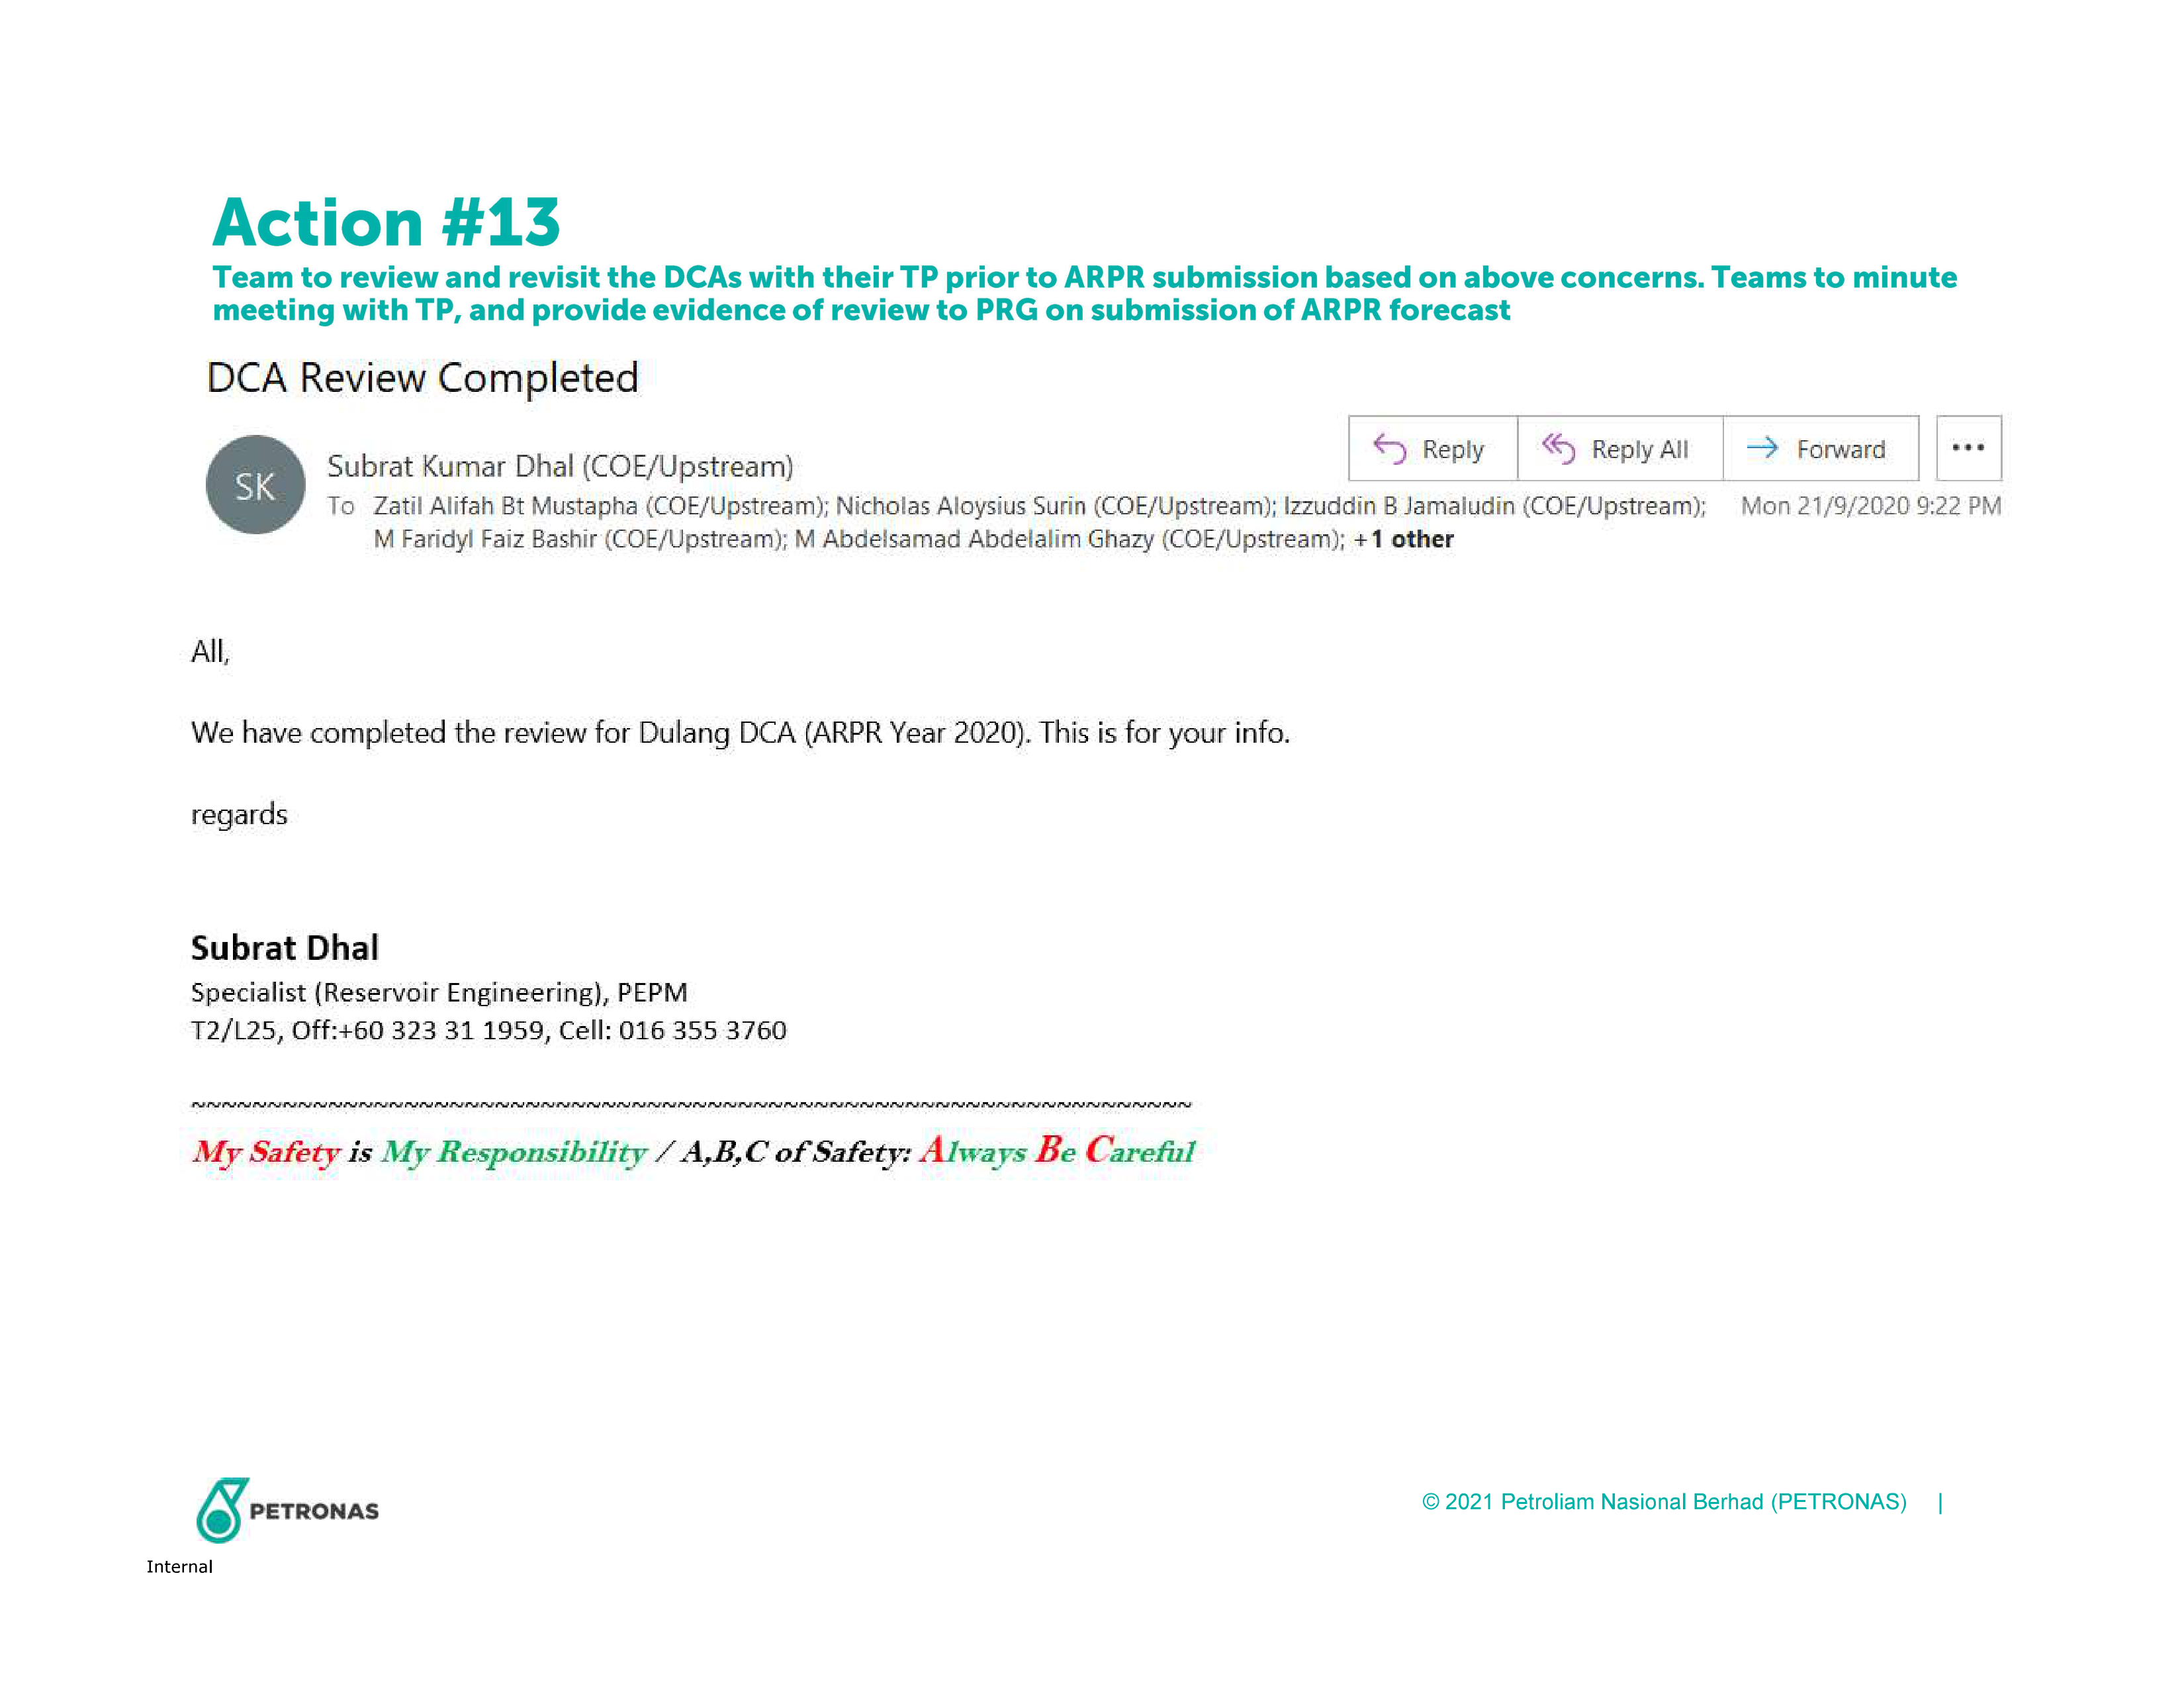 Action #13
Team to review and revisit the DCAs with their TP prior to ARPR submission based on above concerns. Teams to minute
meeting with TP, and provide evidence of review to PRG on submission of ARPR forecast
DCA Review Completed
SK
Subrat Kumar Dhal (COE/Upstream)
Reply
Reply All
Forward
To Zatil Alifah Bt Mustapha (COE/Upstream); Nicholas Aloysius Surin (COE/Upstream); Izzuddin B Jamaludin (COE/Upstream);
Mon 21/9/2020 9:22 PM
M Faridyl Faiz Bashir (COE/Upstream); M Abdelsamad Abdelalim Ghazy (COE/Upstream); +1 other
All,
We have completed the review for Dulang DCA (ARPR Year 2020). This is for your info.
regards
Subrat Dhal
Specialist (Reservoir Engineering), PEPM
T2/L25, Off:+60 323 31 1959, Cell: 016 355 3760
~~~~~~~~~~~~~~~~~~~~~~~~~~~~~~~~~~~~~~~~~~~~~~~~~~~~~~~~~~~~~~~~~~
My Safety is My Responsibility / A,B,C of Safety: Always Be Careful
PETRONAS
© 2021 Petroliam Nasional Berhad (PETRONAS) |
Internal